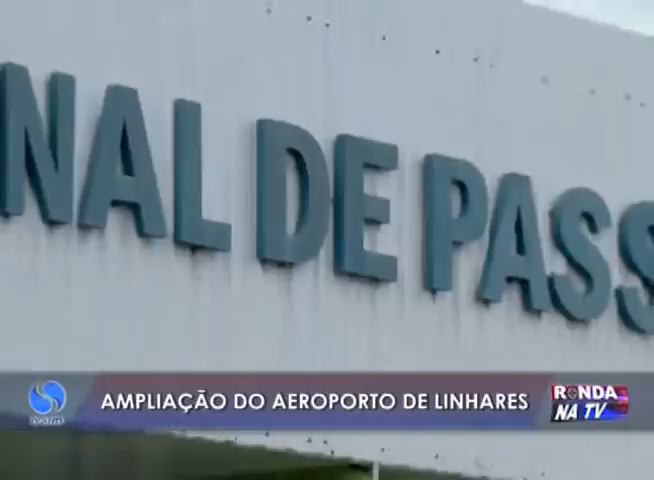 NAL DE PASS
AMPLIAÇÃO DO AEROPORTO DE LINHARES
RONDA
NA TV